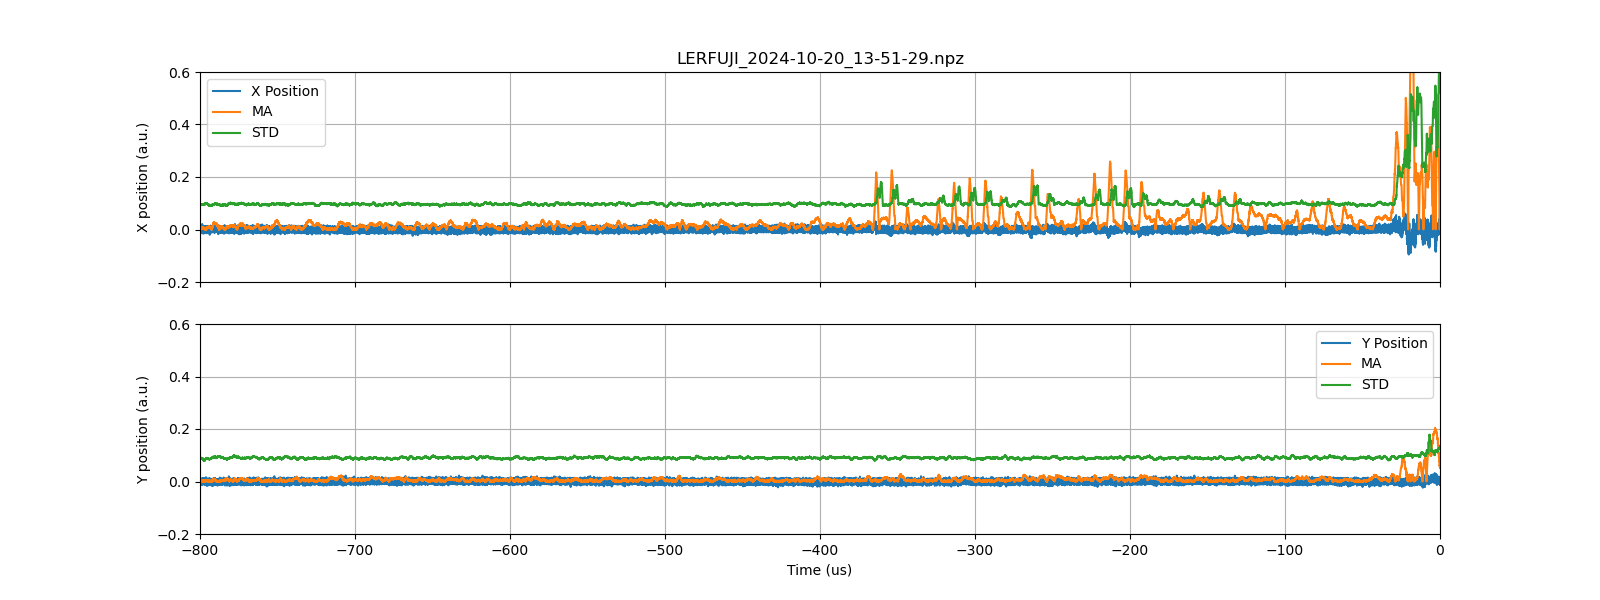 LERFUJI_2024-10-20_13-51-29.npz
0.6
0.4
0.2
0.0
−0.2
X position (a.u.)
X Position
MA
STD
0.6
0.4
0.2
0.0
−0.2
Y position (a.u.)
Y Position
MA
STD
−800 −700 −600 −500 −400 −300 −200 −100 0
Time (us)